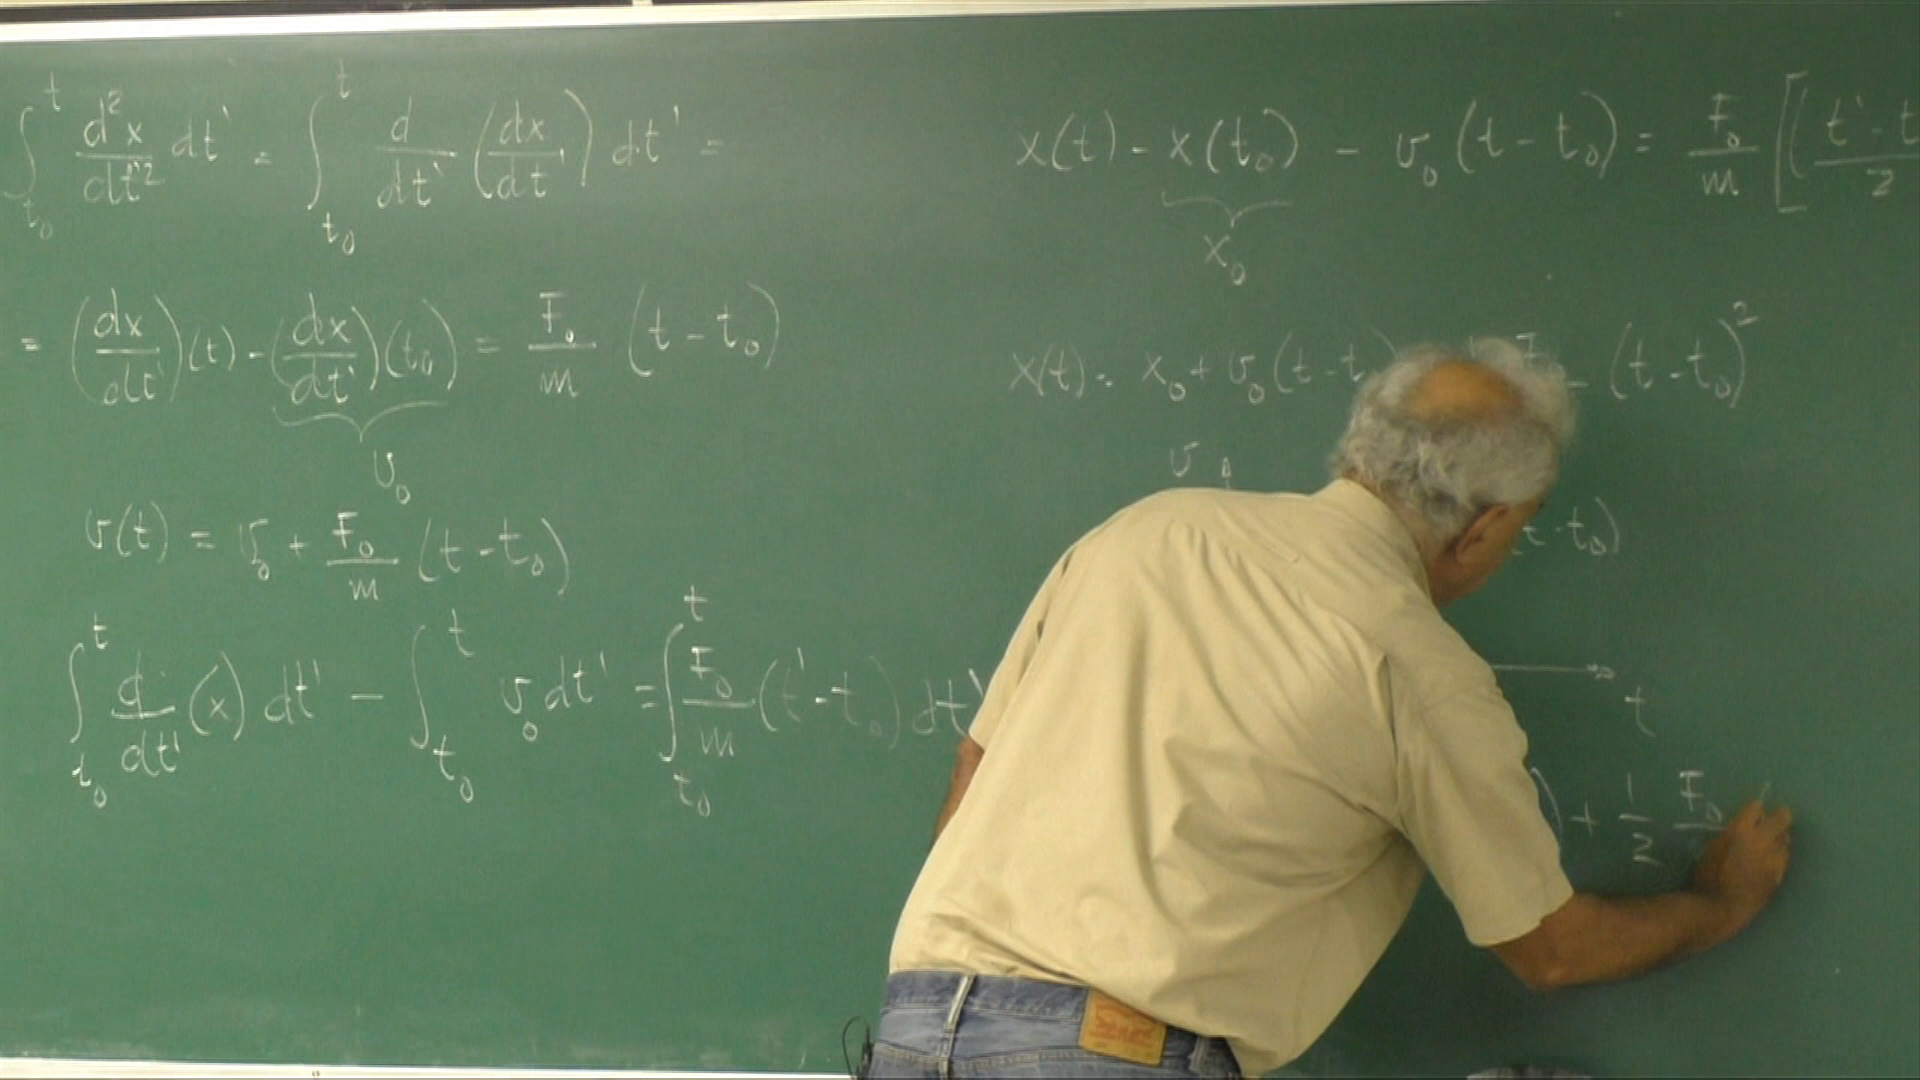 ∫_{t₀}^{t} d²x/dt'² dt' = ∫_{t₀}^{t} d/dt' (dx/dt') dt' =
= (dx/dt')(t) - (dx/dt')(t₀) = F₀/m (t - t₀)
v₀
v(t) = v₀ + F₀/m (t - t₀)
∫_{t₀}^{t} d/dt' (x) dt' - ∫_{t₀}^{t} v₀ dt' = ∫_{t₀}^{t} F₀/m (t' - t₀) dt'
x(t) - x(t₀) - v₀ (t - t₀) = F₀/m [(t' - t
2
x₀
x(t) = x₀ + v₀ (t - t (t - t₀)²
v
t - t₀)
t
) + 1/2 F₀